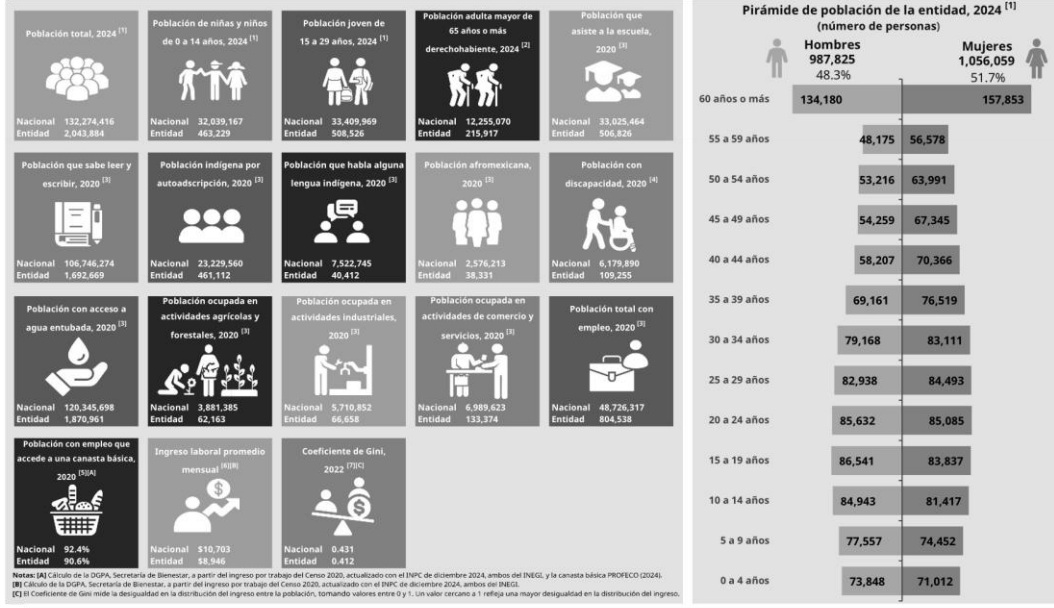 Población total, 2024 [1]
Nacional 132,274,416
Entidad 2,043,884
Población de niñas y niños
de 0 a 14 años, 2024 [1]
Nacional 32,039,167
Entidad 463,229
Población joven de
15 a 29 años, 2024 [1]
Nacional 33,409,969
Entidad 508,526
Población adulta mayor de
65 años o más
derechohabiente, 2024 [2]
Nacional 12,255,070
Entidad 215,917
Población que
asiste a la escuela,
2020 [3]
Nacional 33,025,464
Entidad 506,826
Población que sabe leer y
escribir, 2020 [3]
Nacional 106,746,274
Entidad 1,692,669
Población indígena por
autoadscripción, 2020 [3]
Nacional 23,229,560
Entidad 461,112
Población que habla alguna
lengua indígena, 2020 [3]
Nacional 7,522,745
Entidad 40,412
Población afromexicana,
2020 [3]
Nacional 2,576,213
Entidad 38,331
Población con
discapacidad, 2020 [4]
Nacional 6,179,890
Entidad 109,255
Población con acceso a
agua entubada, 2020 [3]
Nacional 120,345,698
Entidad 1,870,961
Población ocupada en
actividades agrícolas y
forestales, 2020 [3]
Nacional 3,881,385
Entidad 62,163
Población ocupada en
actividades industriales,
2020 [3]
Nacional 5,710,852
Entidad 66,658
Población ocupada en
actividades de comercio y
servicios, 2020 [3]
Nacional 6,989,623
Entidad 133,374
Población total con
empleo, 2020 [3]
Nacional 48,726,317
Entidad 804,538
Población con empleo que
accede a una canasta básica,
2020 [5][A]
Nacional 92.4%
Entidad 90.6%
Ingreso laboral promedio
mensual [6][B]
Nacional $10,703
Entidad $8,946
Coeficiente de Gini,
2022 [7][C]
Nacional 0.431
Entidad 0.412
Notas: [A] Cálculo de la DGPA, Secretaría de Bienestar, a partir del ingreso por trabajo del Censo 2020, actualizado con el INPC de diciembre 2024, ambos del INEGI, y la canasta básica PROFECO (2024).
[B] Cálculo de la DGPA, Secretaría de Bienestar, a partir del ingreso por trabajo del Censo 2020, actualizado con el INPC de diciembre 2024, ambos del INEGI.
[C] El Coeficiente de Gini mide la desigualdad en la distribución del ingreso entre la población, tomando valores entre 0 y 1. Un valor cercano a 1 refleja una mayor desigualdad en la distribución del ingreso.
Pirámide de población de la entidad, 2024 [1]
(número de personas)
Hombres
987,825
48.3%
Mujeres
1,056,059
51.7%
60 años o más 134,180 157,853
55 a 59 años 48,175 56,578
50 a 54 años 53,216 63,991
45 a 49 años 54,259 67,345
40 a 44 años 58,207 70,366
35 a 39 años 69,161 76,519
30 a 34 años 79,168 83,111
25 a 29 años 82,938 84,493
20 a 24 años 85,632 85,085
15 a 19 años 86,541 83,837
10 a 14 años 84,943 81,417
5 a 9 años 77,557 74,452
0 a 4 años 73,848 71,012